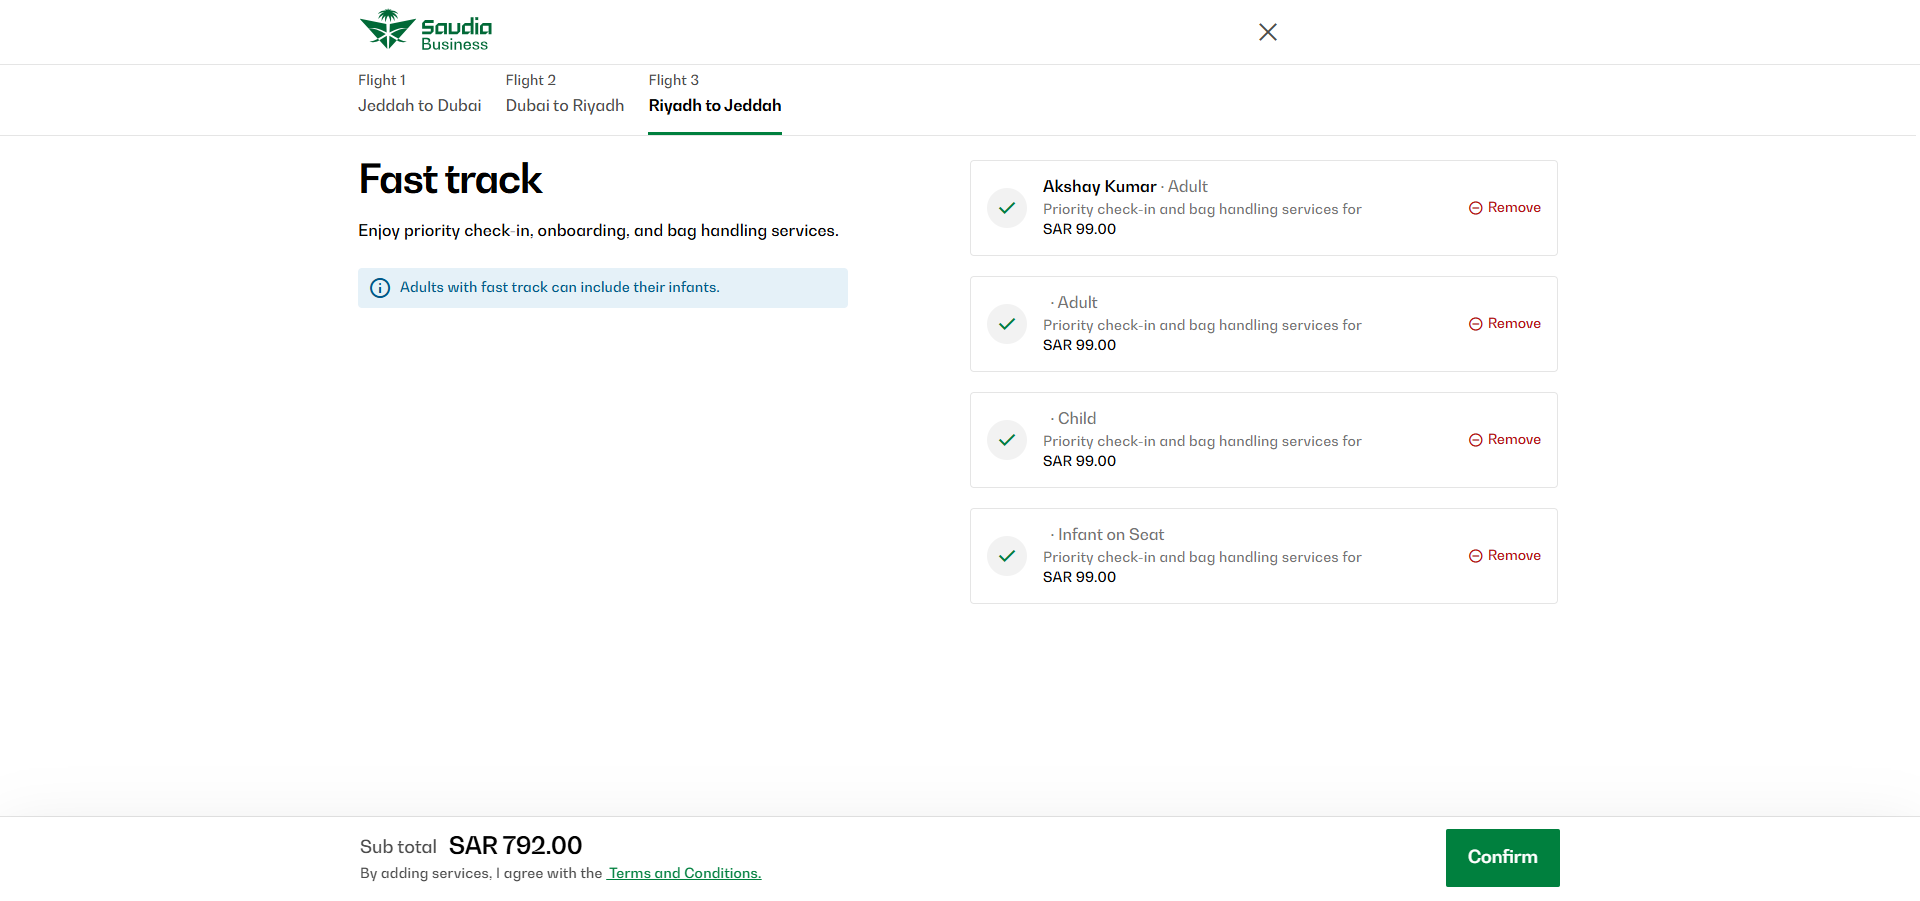 Saudia
Business
Flight 1
Jeddah to Dubai
Flight 2
Dubai to Riyadh
Flight 3
Riyadh to Jeddah
Fast track
Enjoy priority check-in, onboarding, and bag handling services.
Adults with fast track can include their infants.
Akshay Kumar · Adult
Priority check-in and bag handling services for
SAR 99.00
Remove
· Adult
Priority check-in and bag handling services for
SAR 99.00
Remove
· Child
Priority check-in and bag handling services for
SAR 99.00
Remove
· Infant on Seat
Priority check-in and bag handling services for
SAR 99.00
Remove
Sub total SAR 792.00
By adding services, I agree with the Terms and Conditions.
Confirm